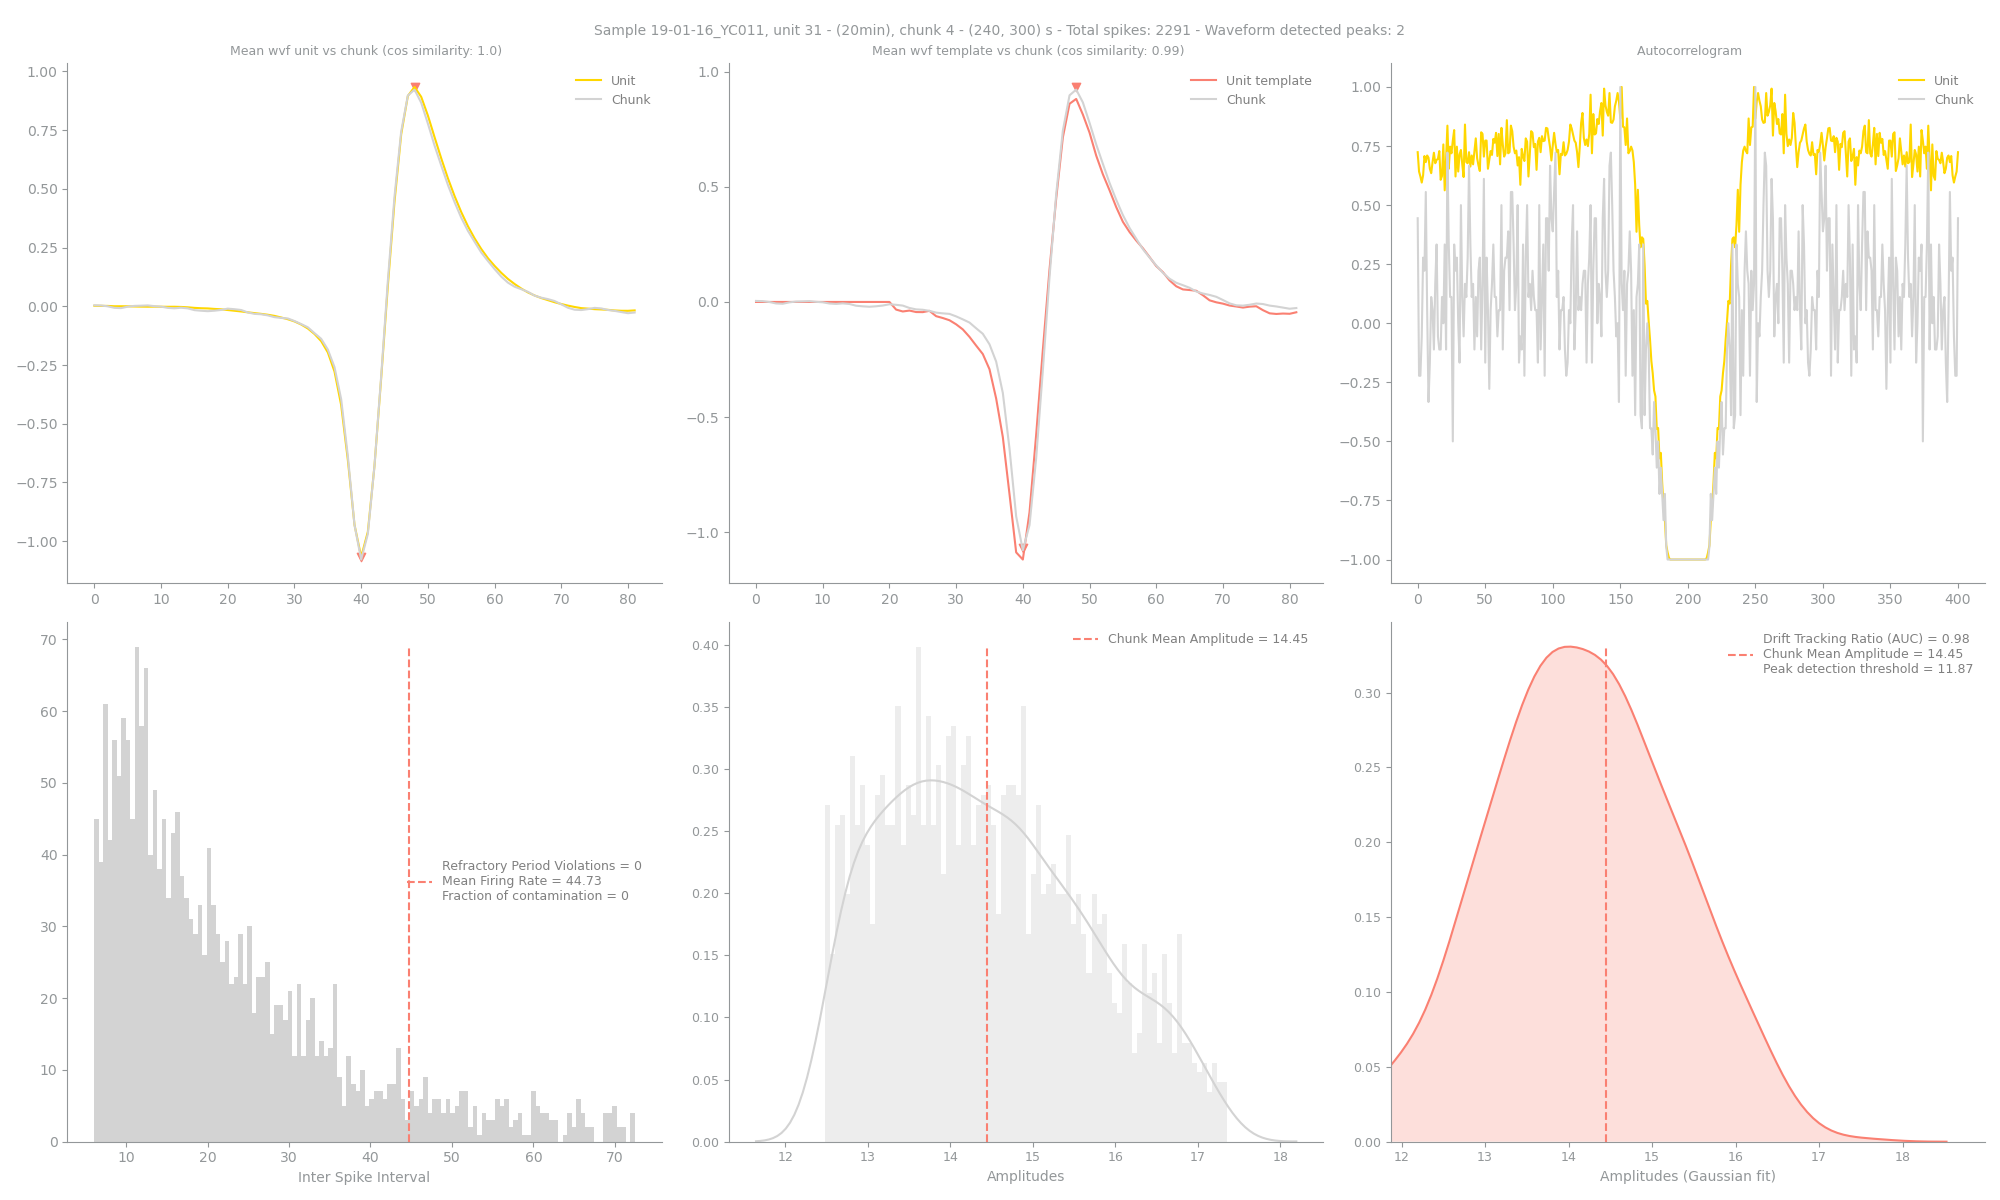 Sample 19-01-16_YC011, unit 31 - (20min), chunk 4 - (240, 300) s - Total spikes: 2291 - Waveform detected peaks: 2
Mean wvf unit vs chunk (cos similarity: 1.0)
1.00
0.75
0.50
0.25
0.00
−0.25
−0.50
−0.75
−1.00
0 10 20 30 40 50 60 70 80
Unit
Chunk
Mean wvf template vs chunk (cos similarity: 0.99)
1.0
0.5
0.0
−0.5
−1.0
0 10 20 30 40 50 60 70 80
Unit template
Chunk
Autocorrelogram
1.00
0.75
0.50
0.25
0.00
−0.25
−0.50
−0.75
−1.00
0 50 100 150 200 250 300 350 400
Unit
Chunk
70
60
50
40
30
20
10
0
10 20 30 40 50 60 70
Inter Spike Interval
Refractory Period Violations = 0
Mean Firing Rate = 44.73
Fraction of contamination = 0
0.40
0.35
0.30
0.25
0.20
0.15
0.10
0.05
0.00
12 13 14 15 16 17 18
Amplitudes
Chunk Mean Amplitude = 14.45
0.30
0.25
0.20
0.15
0.10
0.05
0.00
12 13 14 15 16 17 18
Amplitudes (Gaussian fit)
Drift Tracking Ratio (AUC) = 0.98
Chunk Mean Amplitude = 14.45
Peak detection threshold = 11.87